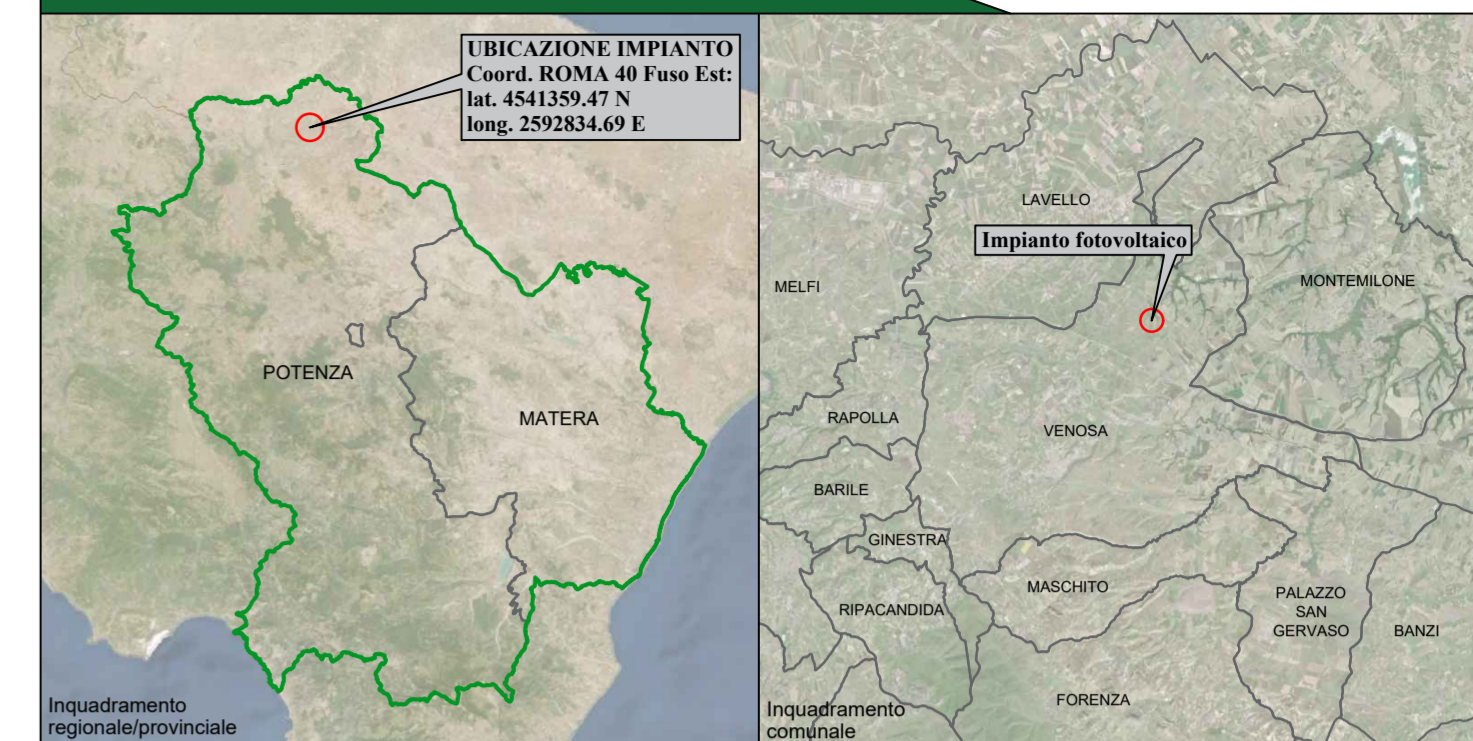 UBICAZIONE IMPIANTO
Coord. ROMA 40 Fuso Est:
lat. 4541359.47 N
long. 2592834.69 E
POTENZA
MATERA
Inquadramento
regionale/provinciale
LAVELLO
Impianto fotovoltaico
MELFI
MONTEMILONE
RAPOLLA
VENOSA
BARILE
GINESTRA
MASCHITO
RIPACANDIDA
PALAZZO
SAN
GERVASO
BANZI
FORENZA
Inquadramento
comunale